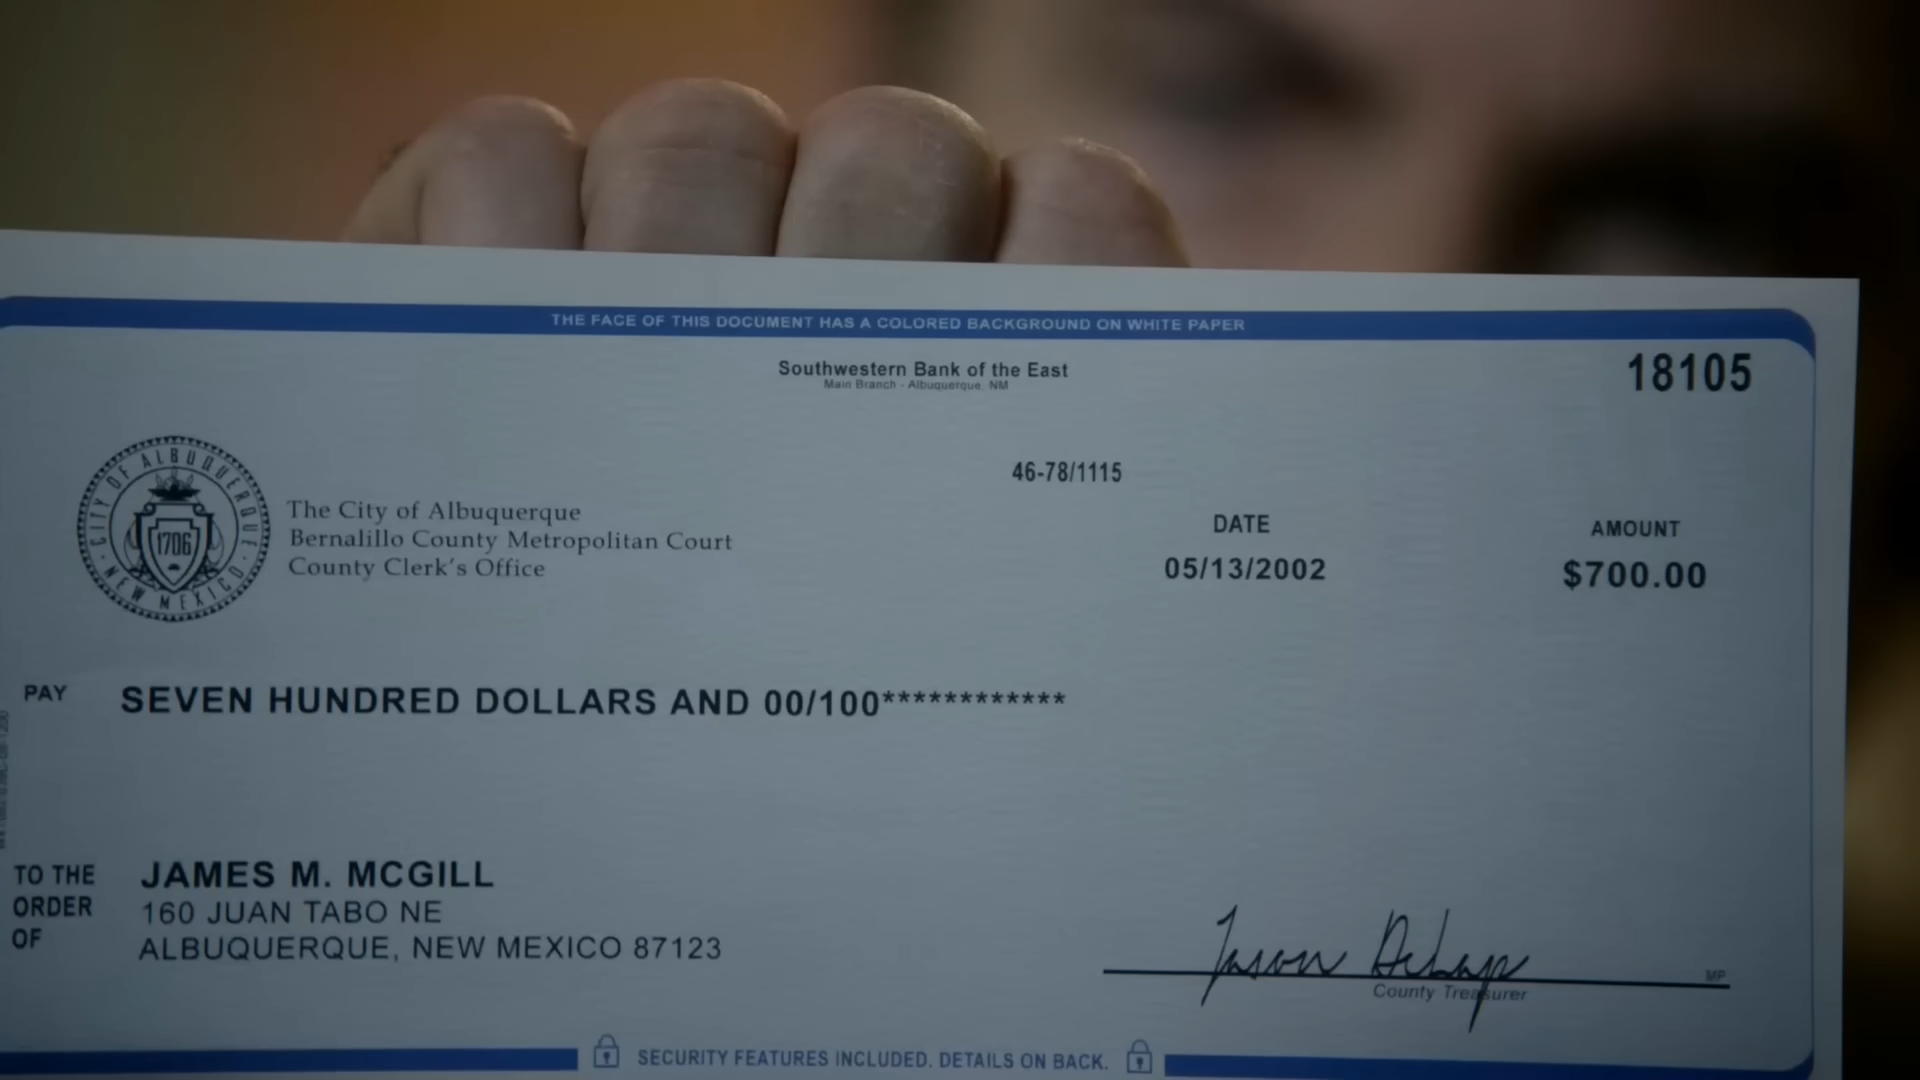 THE FACE OF THIS DOCUMENT HAS A COLORED BACKGROUND ON WHITE PAPER
Southwestern Bank of the East
Main Branch - Albuquerque, NM
18105
CITY OF ALBUQUERQUE
NEW MEXICO
1706
46-78/1115
The City of Albuquerque
Bernalillo County Metropolitan Court
County Clerk's Office
DATE
05/13/2002
AMOUNT
$700.00
PAY SEVEN HUNDRED DOLLARS AND 00/100************
TO THE ORDER OF
JAMES M. MCGILL
160 JUAN TABO NE
ALBUQUERQUE, NEW MEXICO 87123
Jason
MP
County Treasurer
SECURITY FEATURES INCLUDED. DETAILS ON BACK.